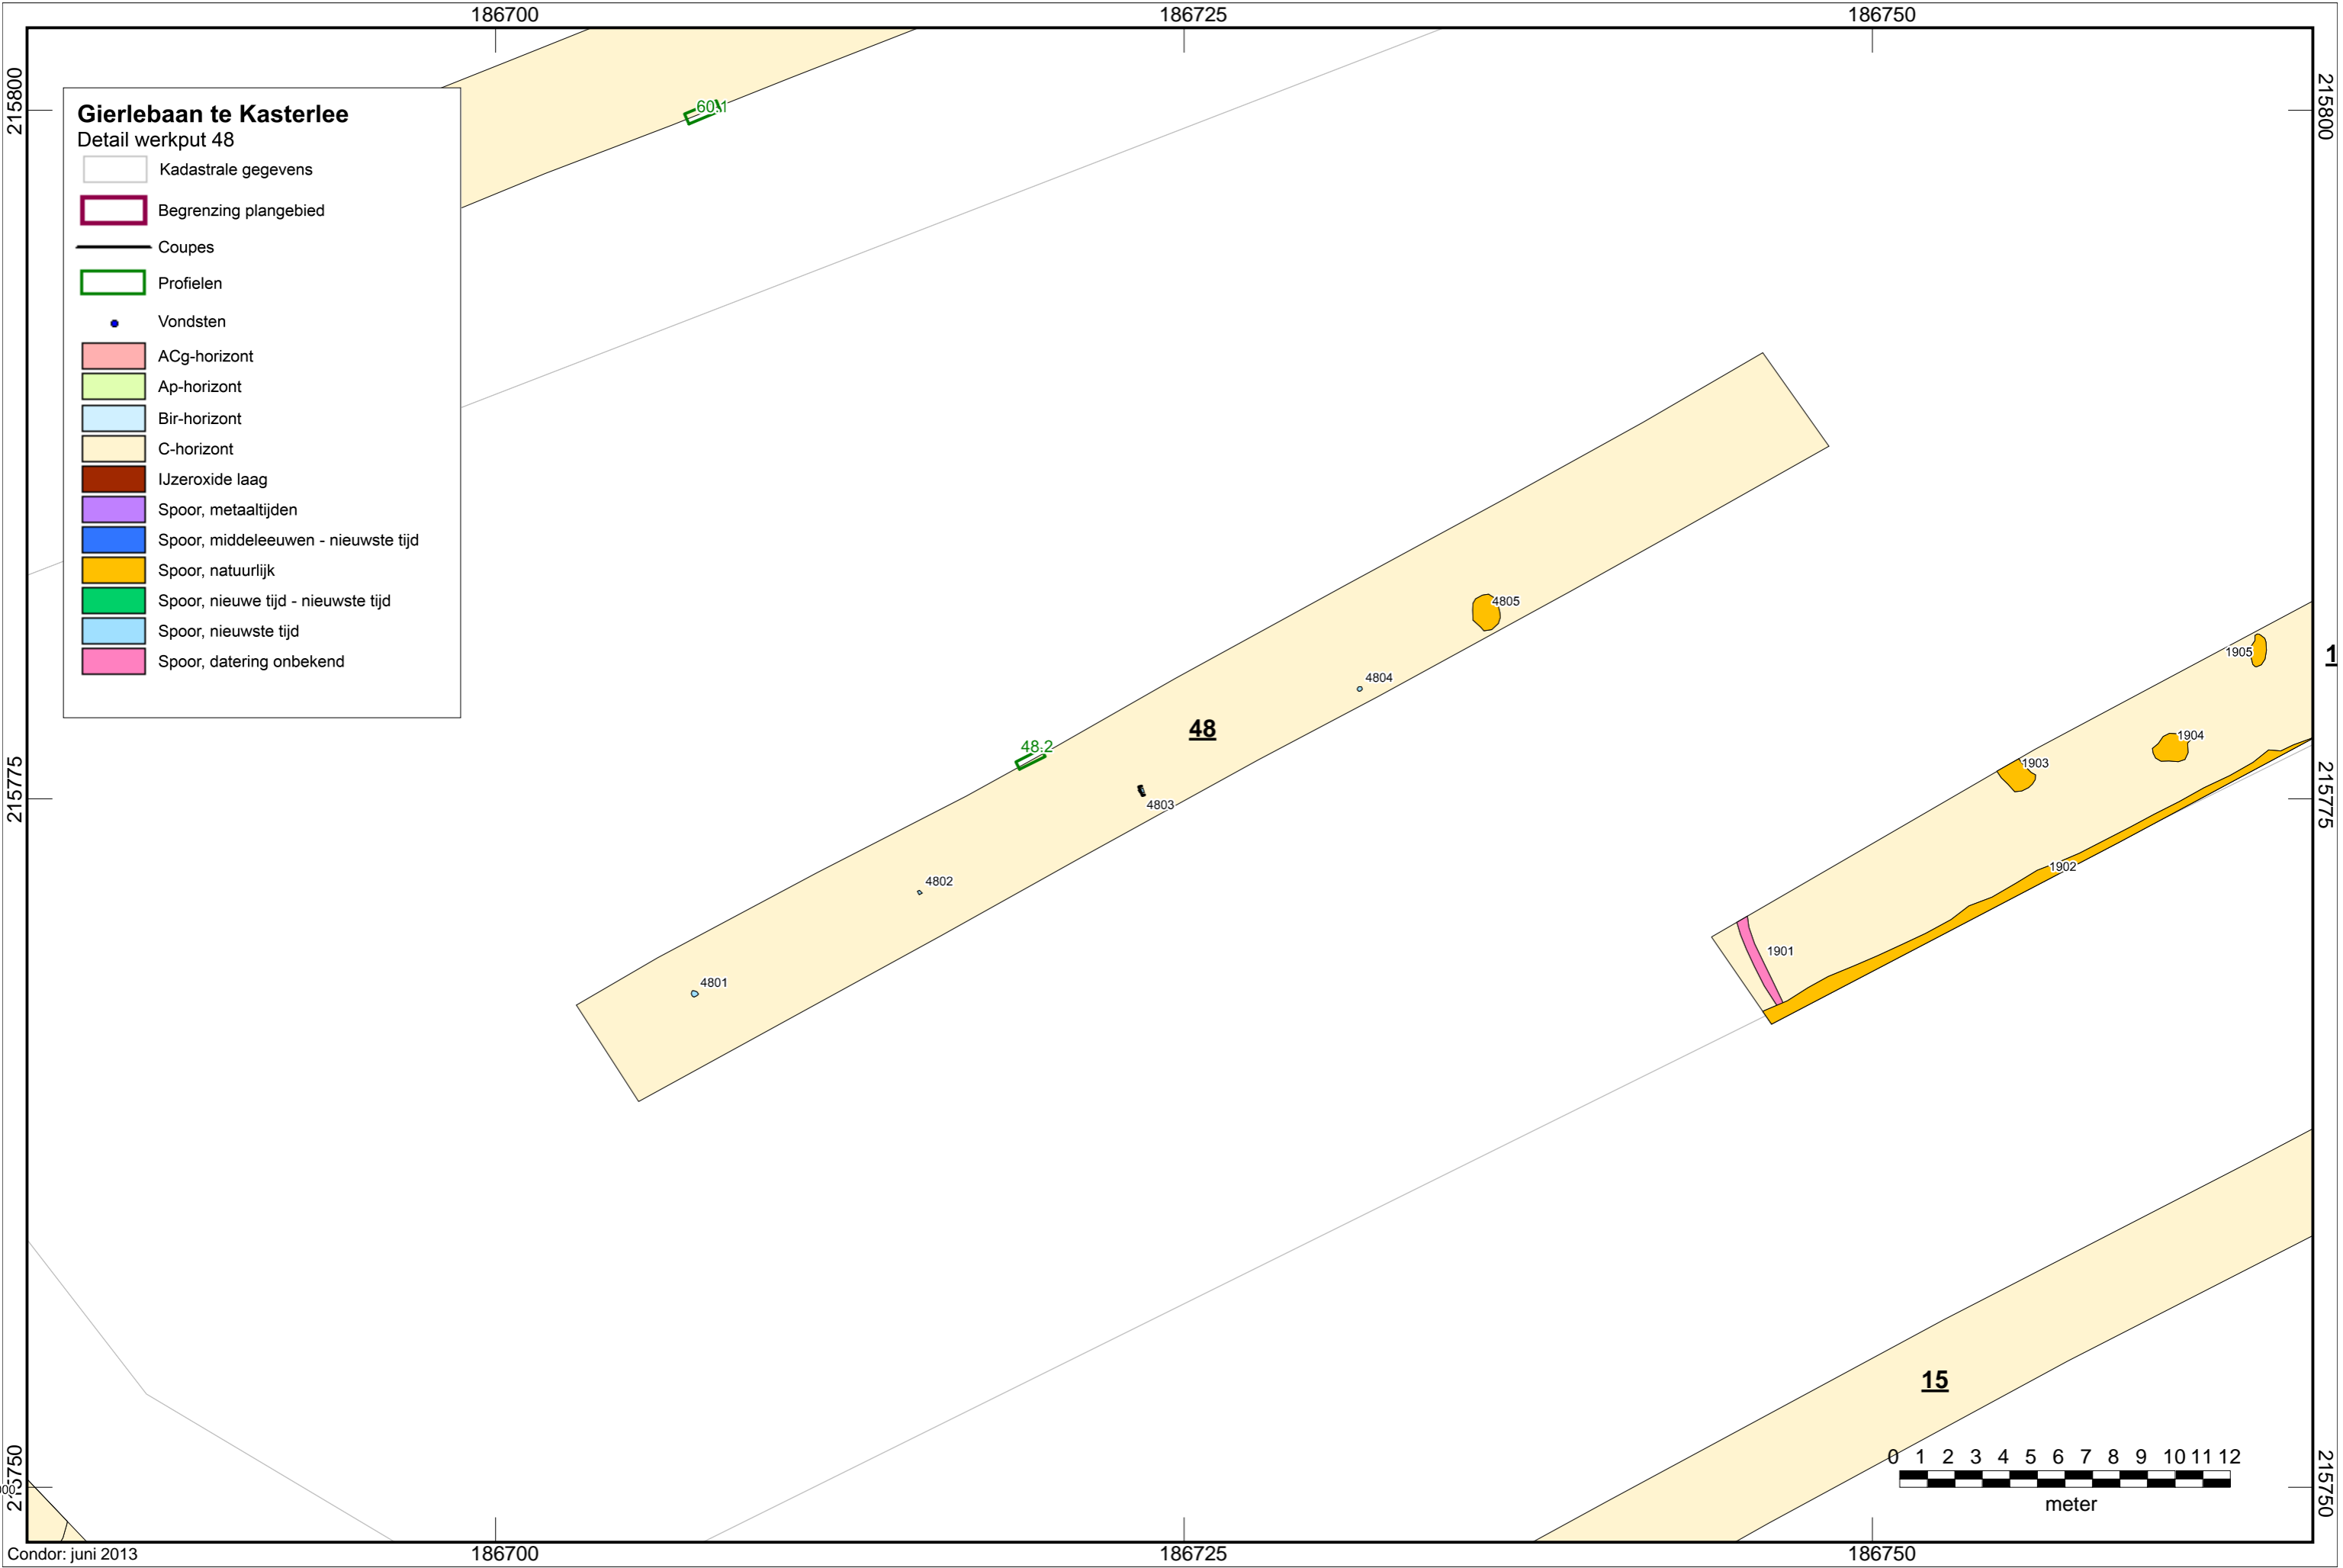 186700
186725
186750
215800
215800
Gierlebaan te Kasterlee
Detail werkput 48
Kadastrale gegevens
Begrenzing plangebied
Coupes
Profielen
Vondsten
ACg-horizont
Ap-horizont
Bir-horizont
C-horizont
IJzeroxide laag
Spoor, metaaltijden
Spoor, middeleeuwen - nieuwste tijd
Spoor, natuurlijk
Spoor, nieuwe tijd - nieuwste tijd
Spoor, nieuwste tijd
Spoor, datering onbekend
60.1
4805
1905
1
4804
48
1904
48.2
1903
215775
4803
215775
1902
4802
1901
4801
15
0 1 2 3 4 5 6 7 8 9 10 11 12
meter
215750
215750
Condor: juni 2013
186700
186725
186750